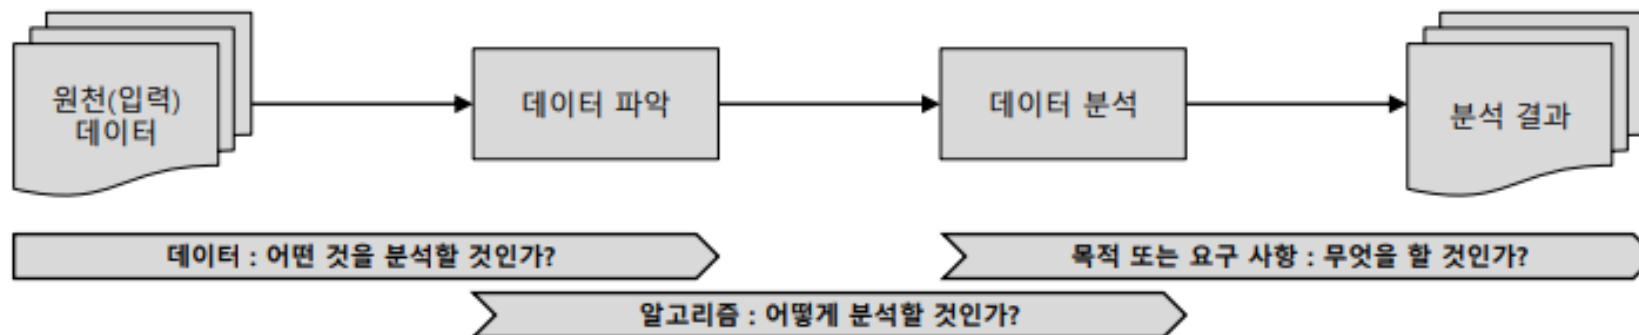 원천(입력)
데이터
데이터 파악
데이터 분석
분석 결과
데이터 : 어떤 것을 분석할 것인가?
목적 또는 요구 사항 : 무엇을 할 것인가?
알고리즘 : 어떻게 분석할 것인가?